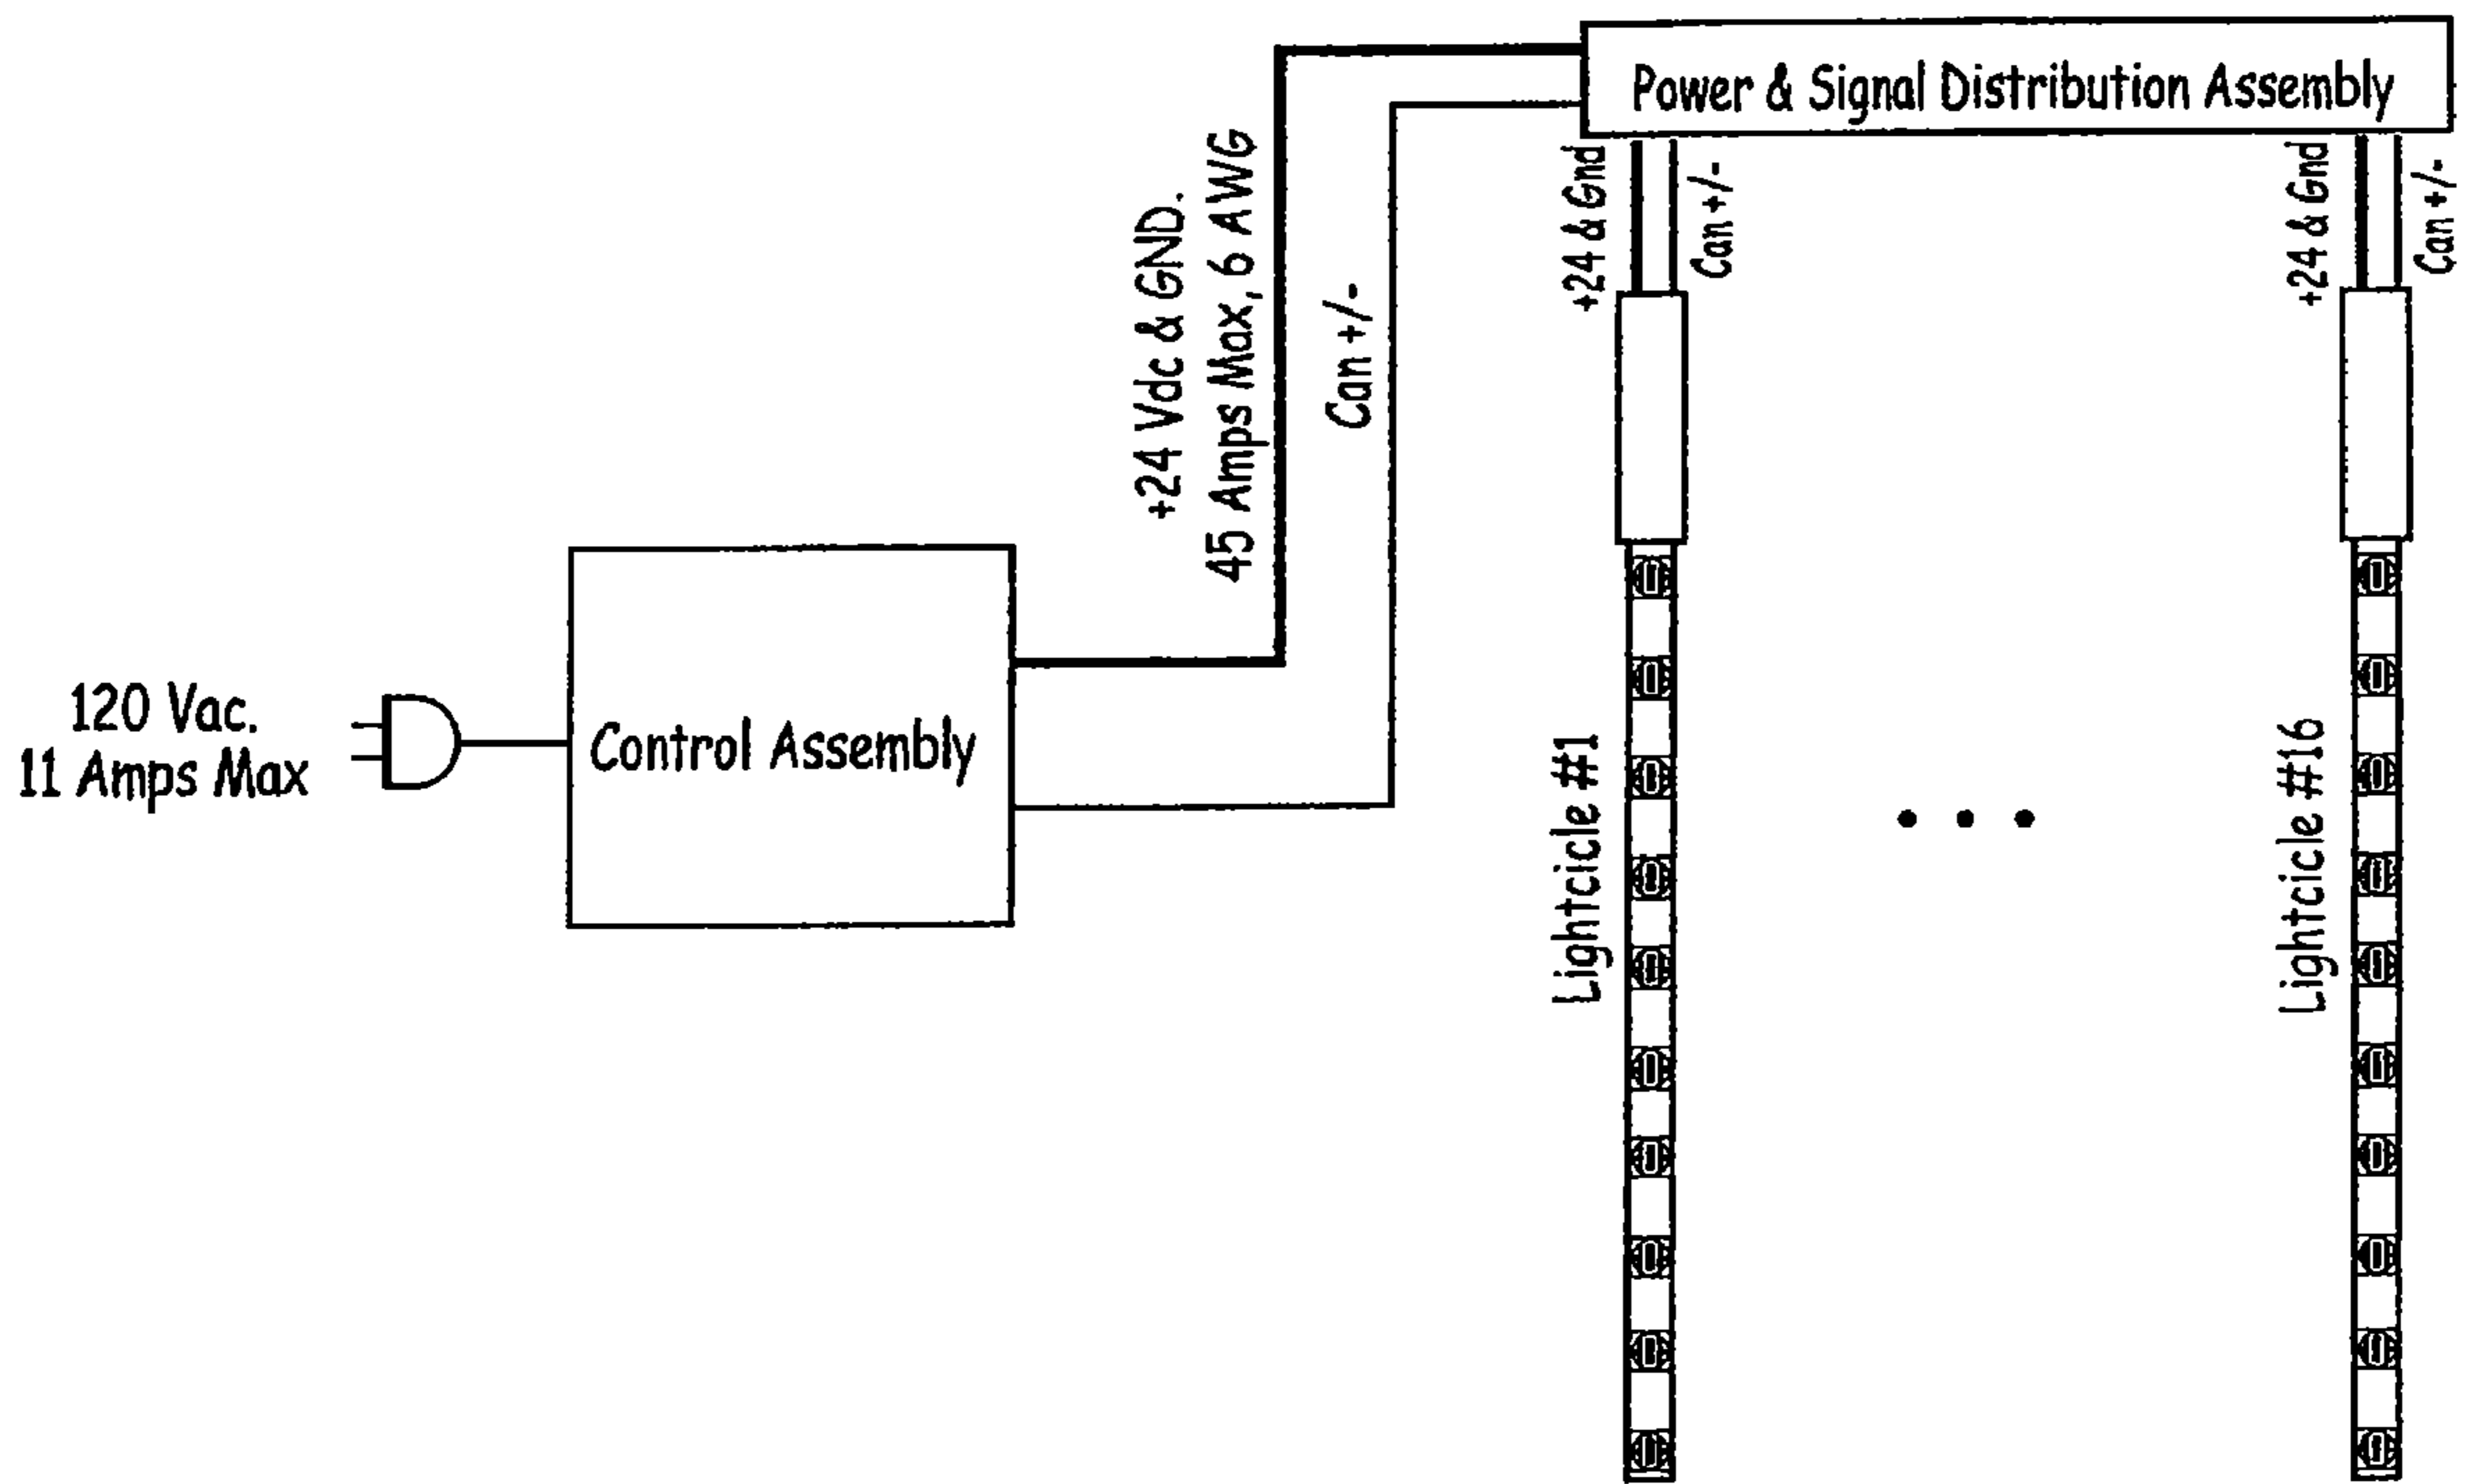 Power & Signal Distribution Assembly
+24 Vdc & GND.
45 Amps Max, 6 AWG
Can +/-
+24 & Gnd
Can +/-
+24 & Gnd
Can +/-
120 Vac.
11 Amps Max
Control Assembly
Lightcicle #1
Lightcicle #16